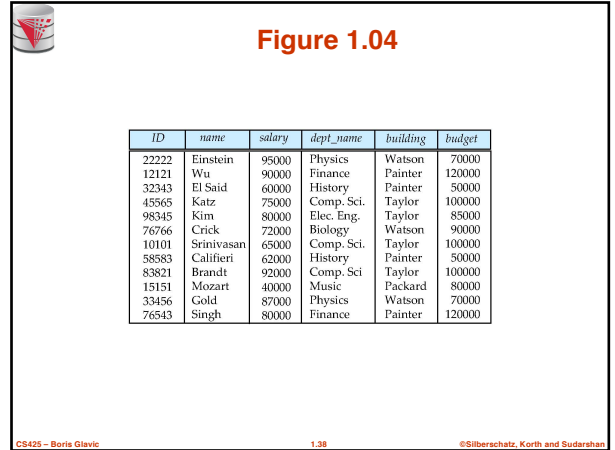 Figure 1.04
ID name salary dept_name building budget
22222 Einstein 95000 Physics Watson 70000
12121 Wu 90000 Finance Painter 120000
32343 El Said 60000 History Painter 50000
45565 Katz 75000 Comp. Sci. Taylor 100000
98345 Kim 80000 Elec. Eng. Taylor 85000
76766 Crick 72000 Biology Watson 90000
10101 Srinivasan 65000 Comp. Sci. Taylor 100000
58583 Califieri 62000 History Painter 50000
83821 Brandt 92000 Comp. Sci Taylor 100000
15151 Mozart 40000 Music Packard 80000
33456 Gold 87000 Physics Watson 70000
76543 Singh 80000 Finance Painter 120000
CS425 – Boris Glavic 1.38 ©Silberschatz, Korth and Sudarshan